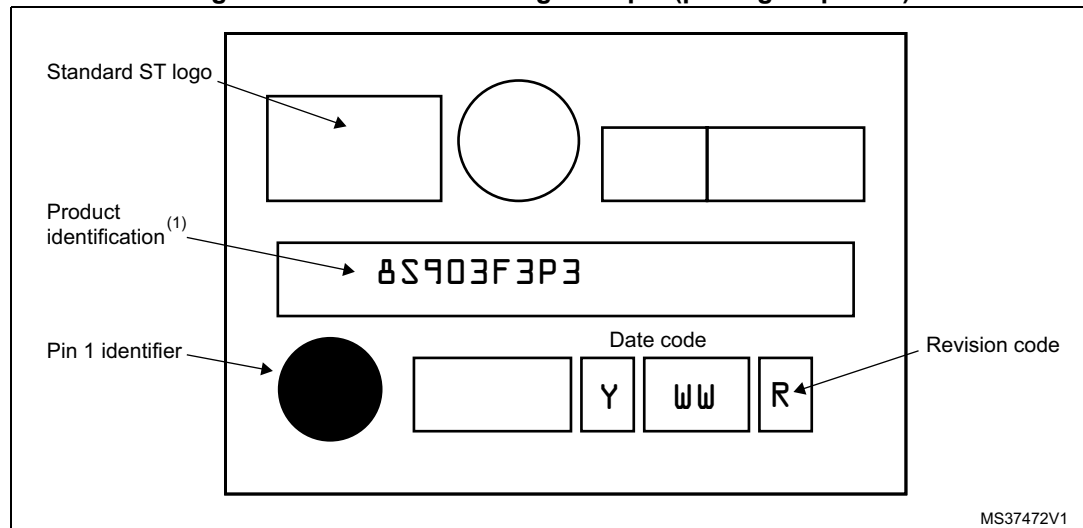 Standard ST logo
Product
identification (1)
8S903F3P3
Pin 1 identifier
Date code
Revision code
Y
WW
R
MS37472V1